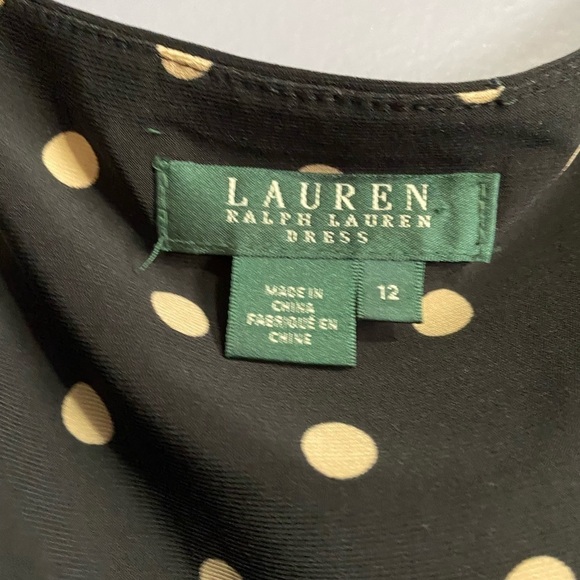 LAUREN
RALPH LAUREN
DRESS
MADE IN
CHINA
FABRIQUÉ EN
CHINE
12